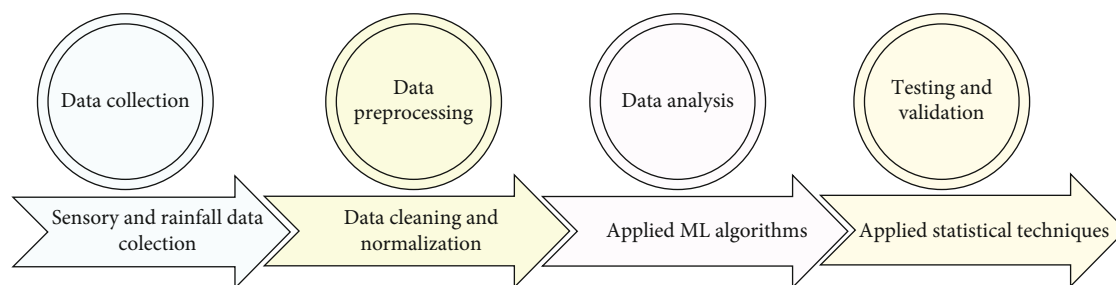 Data collection
Data
preprocessing
Data analysis
Testing and
validation
Sensory and rainfall data
colection
Data cleaning and
normalization
Applied ML algorithms
Applied statistical techniques